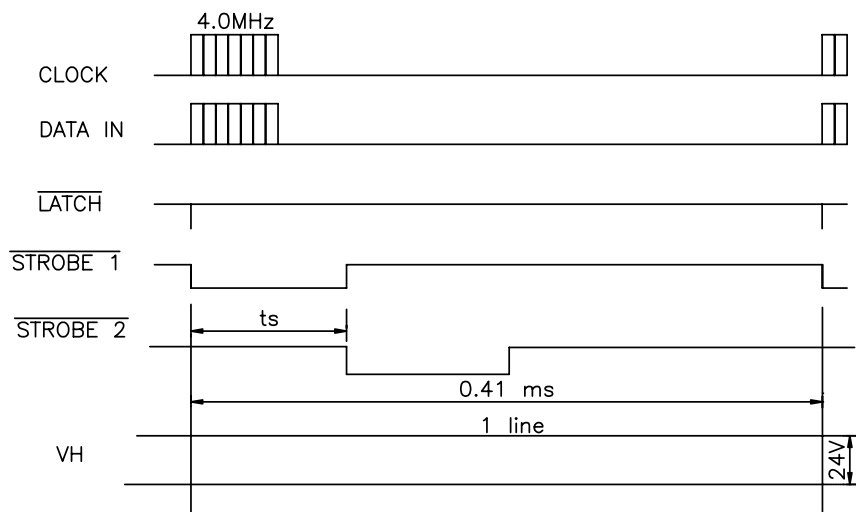 4.0MHz
CLOCK
DATA IN
LATCH
STROBE 1
ts
STROBE 2
0.41 ms
1 line
VH
24V